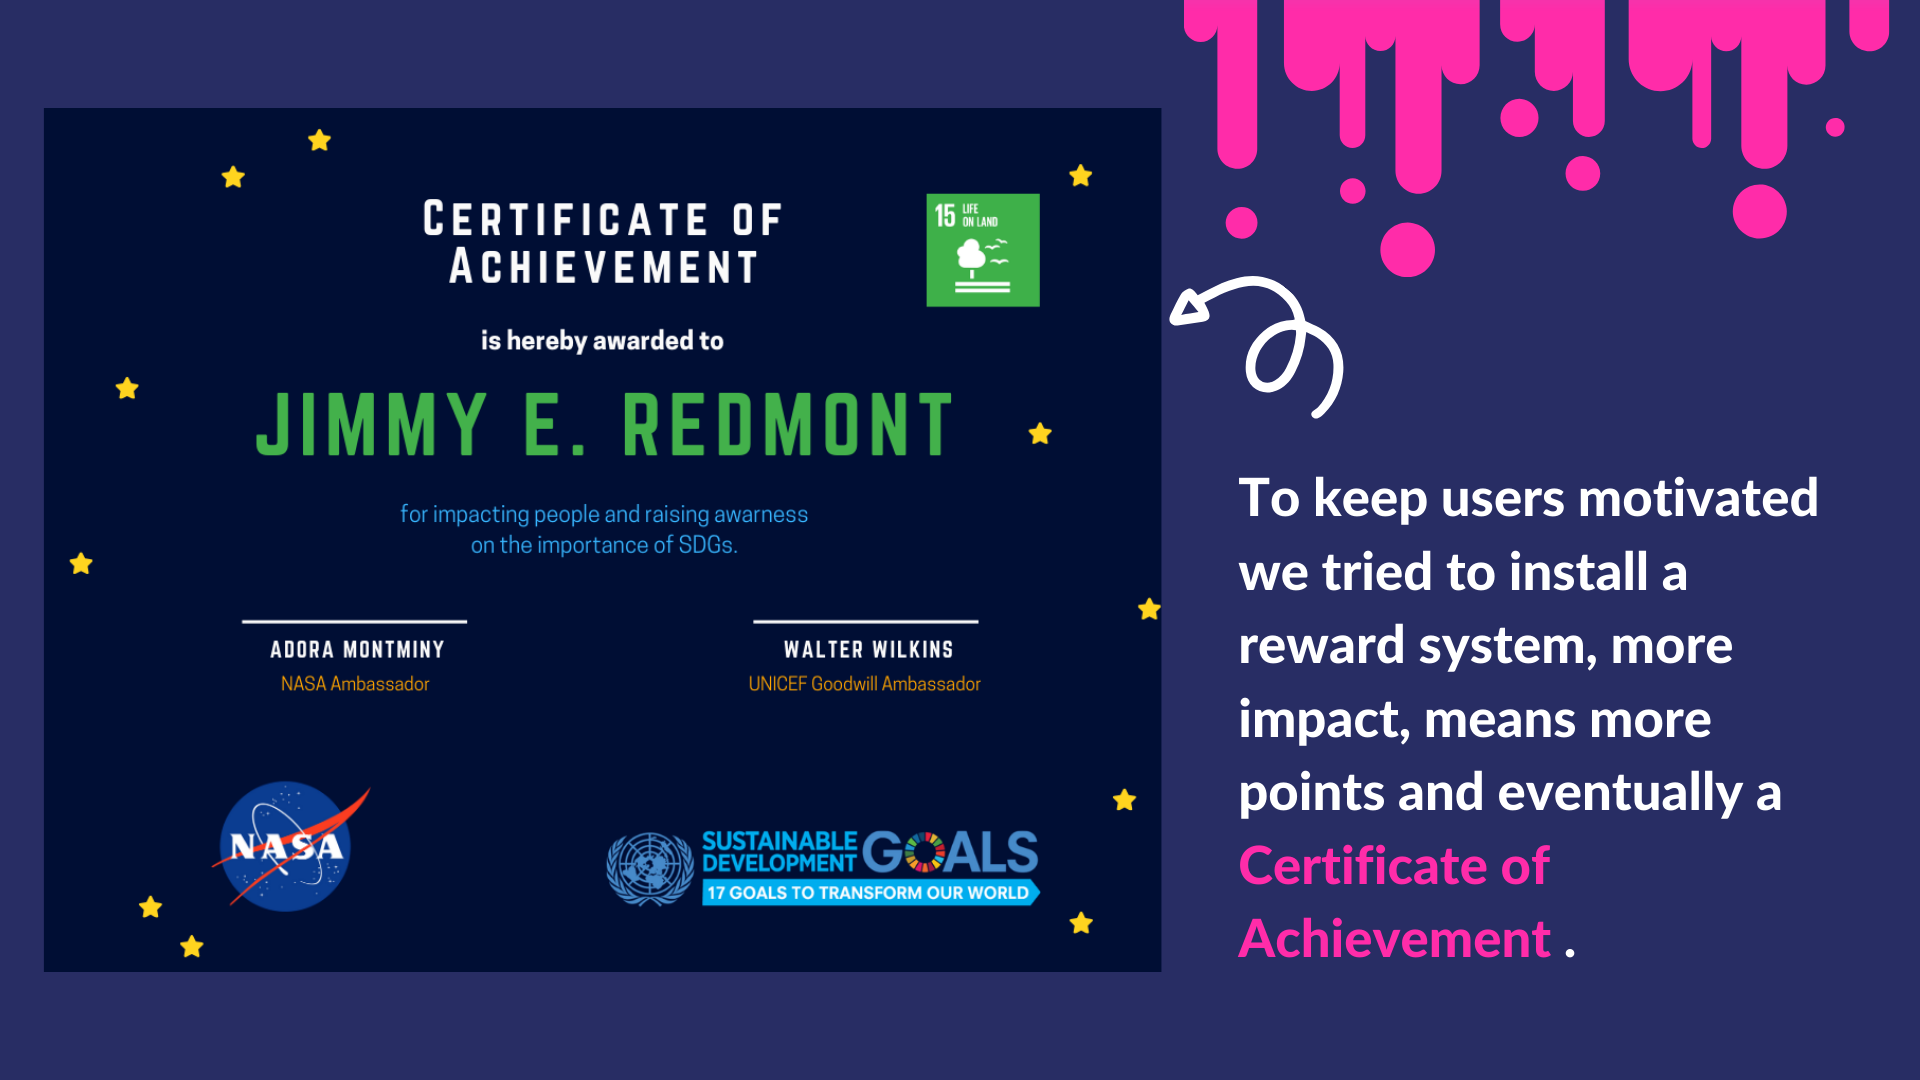 CERTIFICATE OF
ACHIEVEMENT
15 LIFE
ON LAND
is hereby awarded to
JIMMY E. REDMONT
for impacting people and raising awarness
on the importance of SDGs.
ADORA MONTMINY
NASA Ambassador
WALTER WILKINS
UNICEF Goodwill Ambassador
NASA
SUSTAINABLE
DEVELOPMENT GOALS
17 GOALS TO TRANSFORM OUR WORLD
To keep users motivated
we tried to install a
reward system, more
impact, means more
points and eventually a
Certificate of
Achievement .